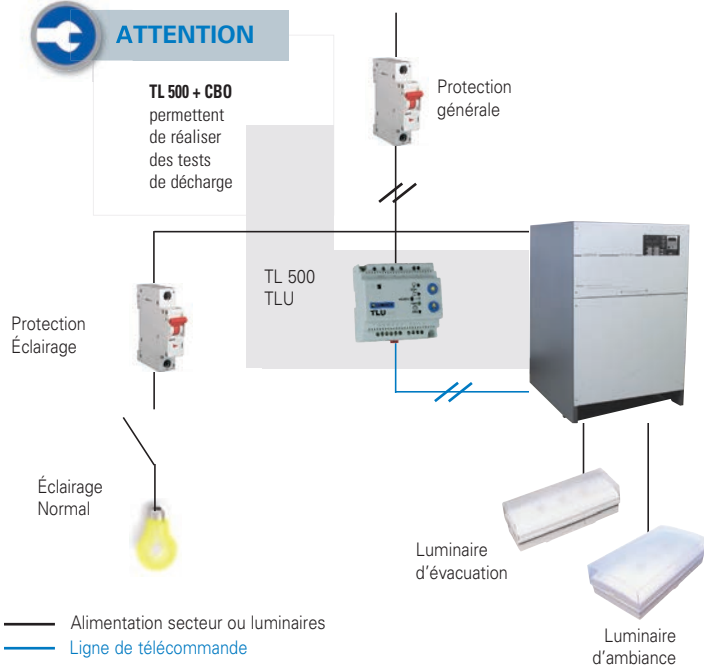 ATTENTION
TL 500 + CBO
permettent
de réaliser
des tests
de décharge
Protection
générale
TL 500
TLU
TLU
Protection
Éclairage
Éclairage
Normal
Luminaire
d'évacuation
Luminaire
d'ambiance
Alimentation secteur ou luminaires
Ligne de télécommande